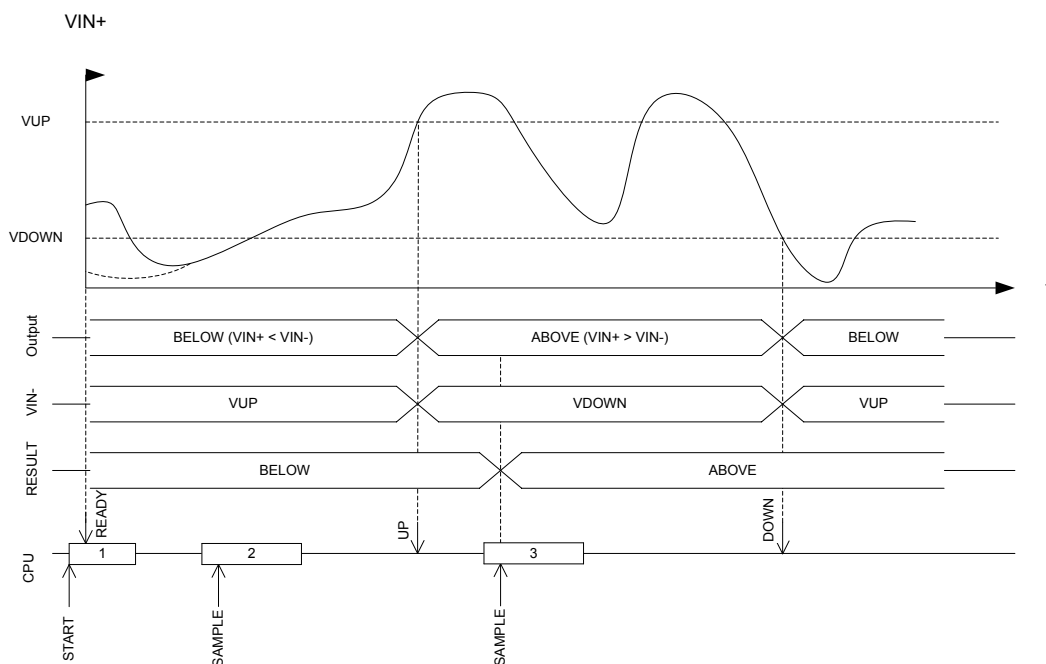 VIN+
VUP
VDOWN
Output
BELOW (VIN+ < VIN-)
ABOVE (VIN+ > VIN-)
BELOW
VIN-
VUP
VDOWN
VUP
RESULT
BELOW
ABOVE
READY
UP
DOWN
CPU
1
2
3
START
SAMPLE
SAMPLE